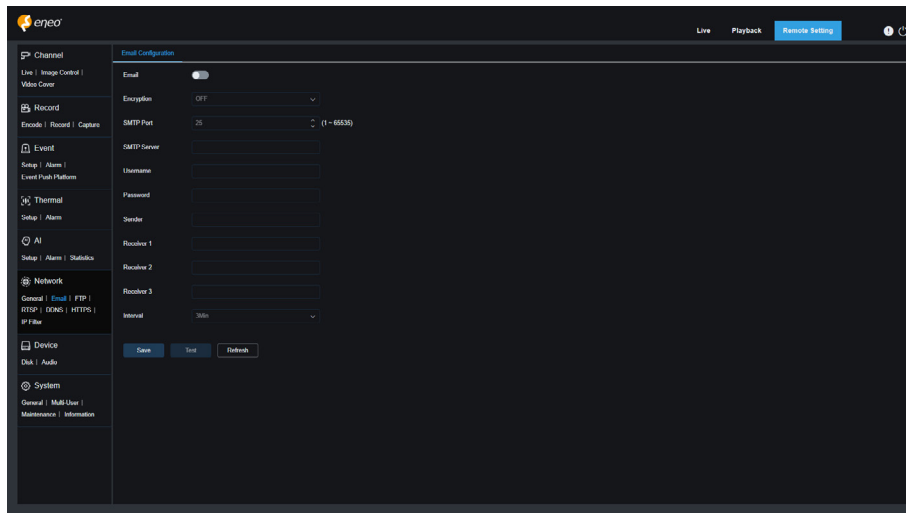 eneo
Live Playback Remote Setting
Channel
Live | Image Control |
Video Cover
Record
Encode | Record | Capture
Event
Setup | Alarm |
Event Push Platform
Thermal
Setup | Alarm
AI
Setup | Alarm | Statistics
Network
General | Email | FTP |
RTSP | DDNS | HTTPS |
IP Filter
Device
Disk | Audio
System
General | Multi-User |
Maintenance | Information
Email Configuration
Email
Encryption OFF
SMTP Port 25 (1 ~ 65535)
SMTP Server
Username
Password
Sender
Receiver 1
Receiver 2
Receiver 3
Interval 3Min
Save Test Refresh